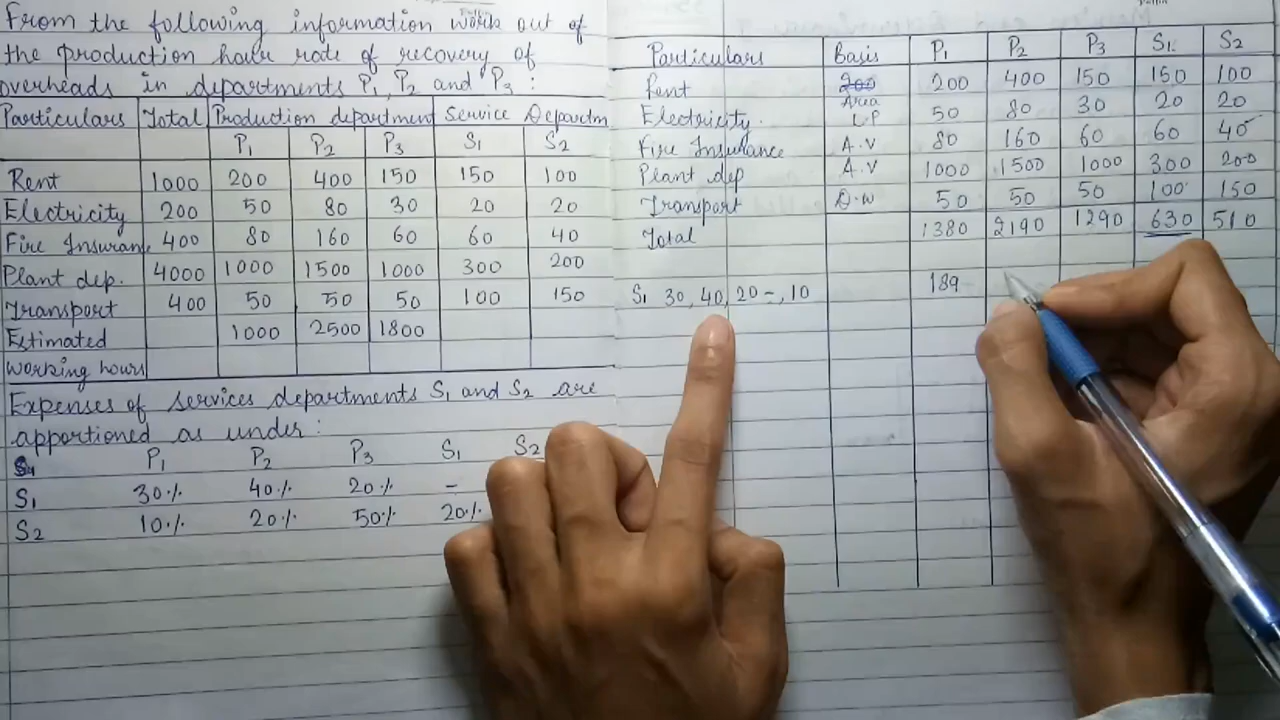 From the following information work out of
the production hour rate of recovery of
overheads in departments P1, P2 and P3 :
Particulars Total Production department Service Departm
P1 P2 P3 S1 S2
Rent 1000 200 400 150 150 100
Electricity 200 50 80 30 20 20
Fire Insuran 400 80 160 60 60 40
Plant dep. 4000 1000 1500 1000 300 200
Transport 400 50 50 50 100 150
Estimated 1000 2500 1800
working hours
Expenses of services departments S1 and S2 are
apportioned as under :
P1 P2 P3 S1 S2
S1 30% 40% 20% -
S2 10% 20% 50% 20%
Particulars Basis P1 P2 P3 S1 S2
Rent Area 200 400 150 150 100
Electricity. L P 50 80 30 20 20
Fire Insurance A.V 80 160 60 60 40
Plant dep A.V 1000 1500 1000 300 200
Transport D.W 50 50 50 100 150
Total 1380 2190 1290 630 510
S1 30, 40, 20 -, 10 189